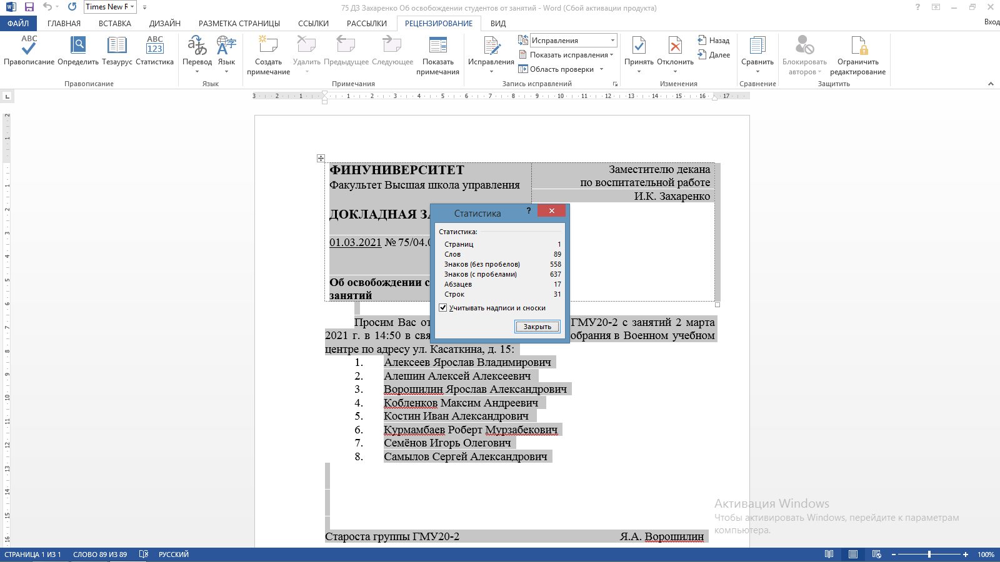 Times New R
75 ДЗ Захаренко Об освобождении студентов от занятий - Word (Сбой активации продукта)
ФАЙЛ ГЛАВНАЯ ВСТАВКА ДИЗАЙН РАЗМЕТКА СТРАНИЦЫ ССЫЛКИ РАССЫЛКИ РЕЦЕНЗИРОВАНИЕ ВИД Вход
ABC
Правописание
Определить
Тезаурус
ABC
123
Статистика
Правописание
Перевод
Язык
Язык
Создать примечание
Удалить
Предыдущее
Следующее
Показать примечания
Примечания
Исправления
Исправления
Показать исправления
Область проверки
Запись исправлений
Принять
Отклонить
Назад
Далее
Изменения
Сравнить
Сравнение
Блокировать авторов
Ограничить редактирование
Защитить
3 2 1 1 2 3 4 5 6 7 8 9 10 11 12 13 14 15 16 17
2 1 1 2 3 4 5 6 7 8 9 10 11 12 13 14 15 16
ФИНУНИВЕРСИТЕТ
Факультет Высшая школа управления
Заместителю декана
по воспитательной работе
И.К. Захаренко
ДОКЛАДНАЯ ЗА
01.03.2021 № 75/04.0
Об освобождении с
занятий
Статистика
Статистика:
Страниц 1
Слов 89
Знаков (без пробелов) 558
Знаков (с пробелами) 637
Абзацев 17
Строк 31
Учитывать надписи и сноски
Закрыть
Просим Вас от ГМУ20-2 с занятий 2 марта
2021 г. в 14:50 в свя обрания в Военном учебном
центре по адресу ул. Касаткина, д. 15:
1. Алексеев Ярослав Владимирович
2. Алешин Алексей Алексеевич
3. Ворошилин Ярослав Александрович
4. Кобленков Максим Андреевич
5. Костин Иван Александрович
6. Курмамбаев Роберт Мурзабекович
7. Семёнов Игорь Олегович
8. Самылов Сергей Александрович
Староста группы ГМУ20-2 Я.А. Ворошилин
Активация Windows
Чтобы активировать Windows, перейдите к параметрам
компьютера.
СТРАНИЦА 1 ИЗ 1 СЛОВО 89 ИЗ 89 РУССКИЙ 100%